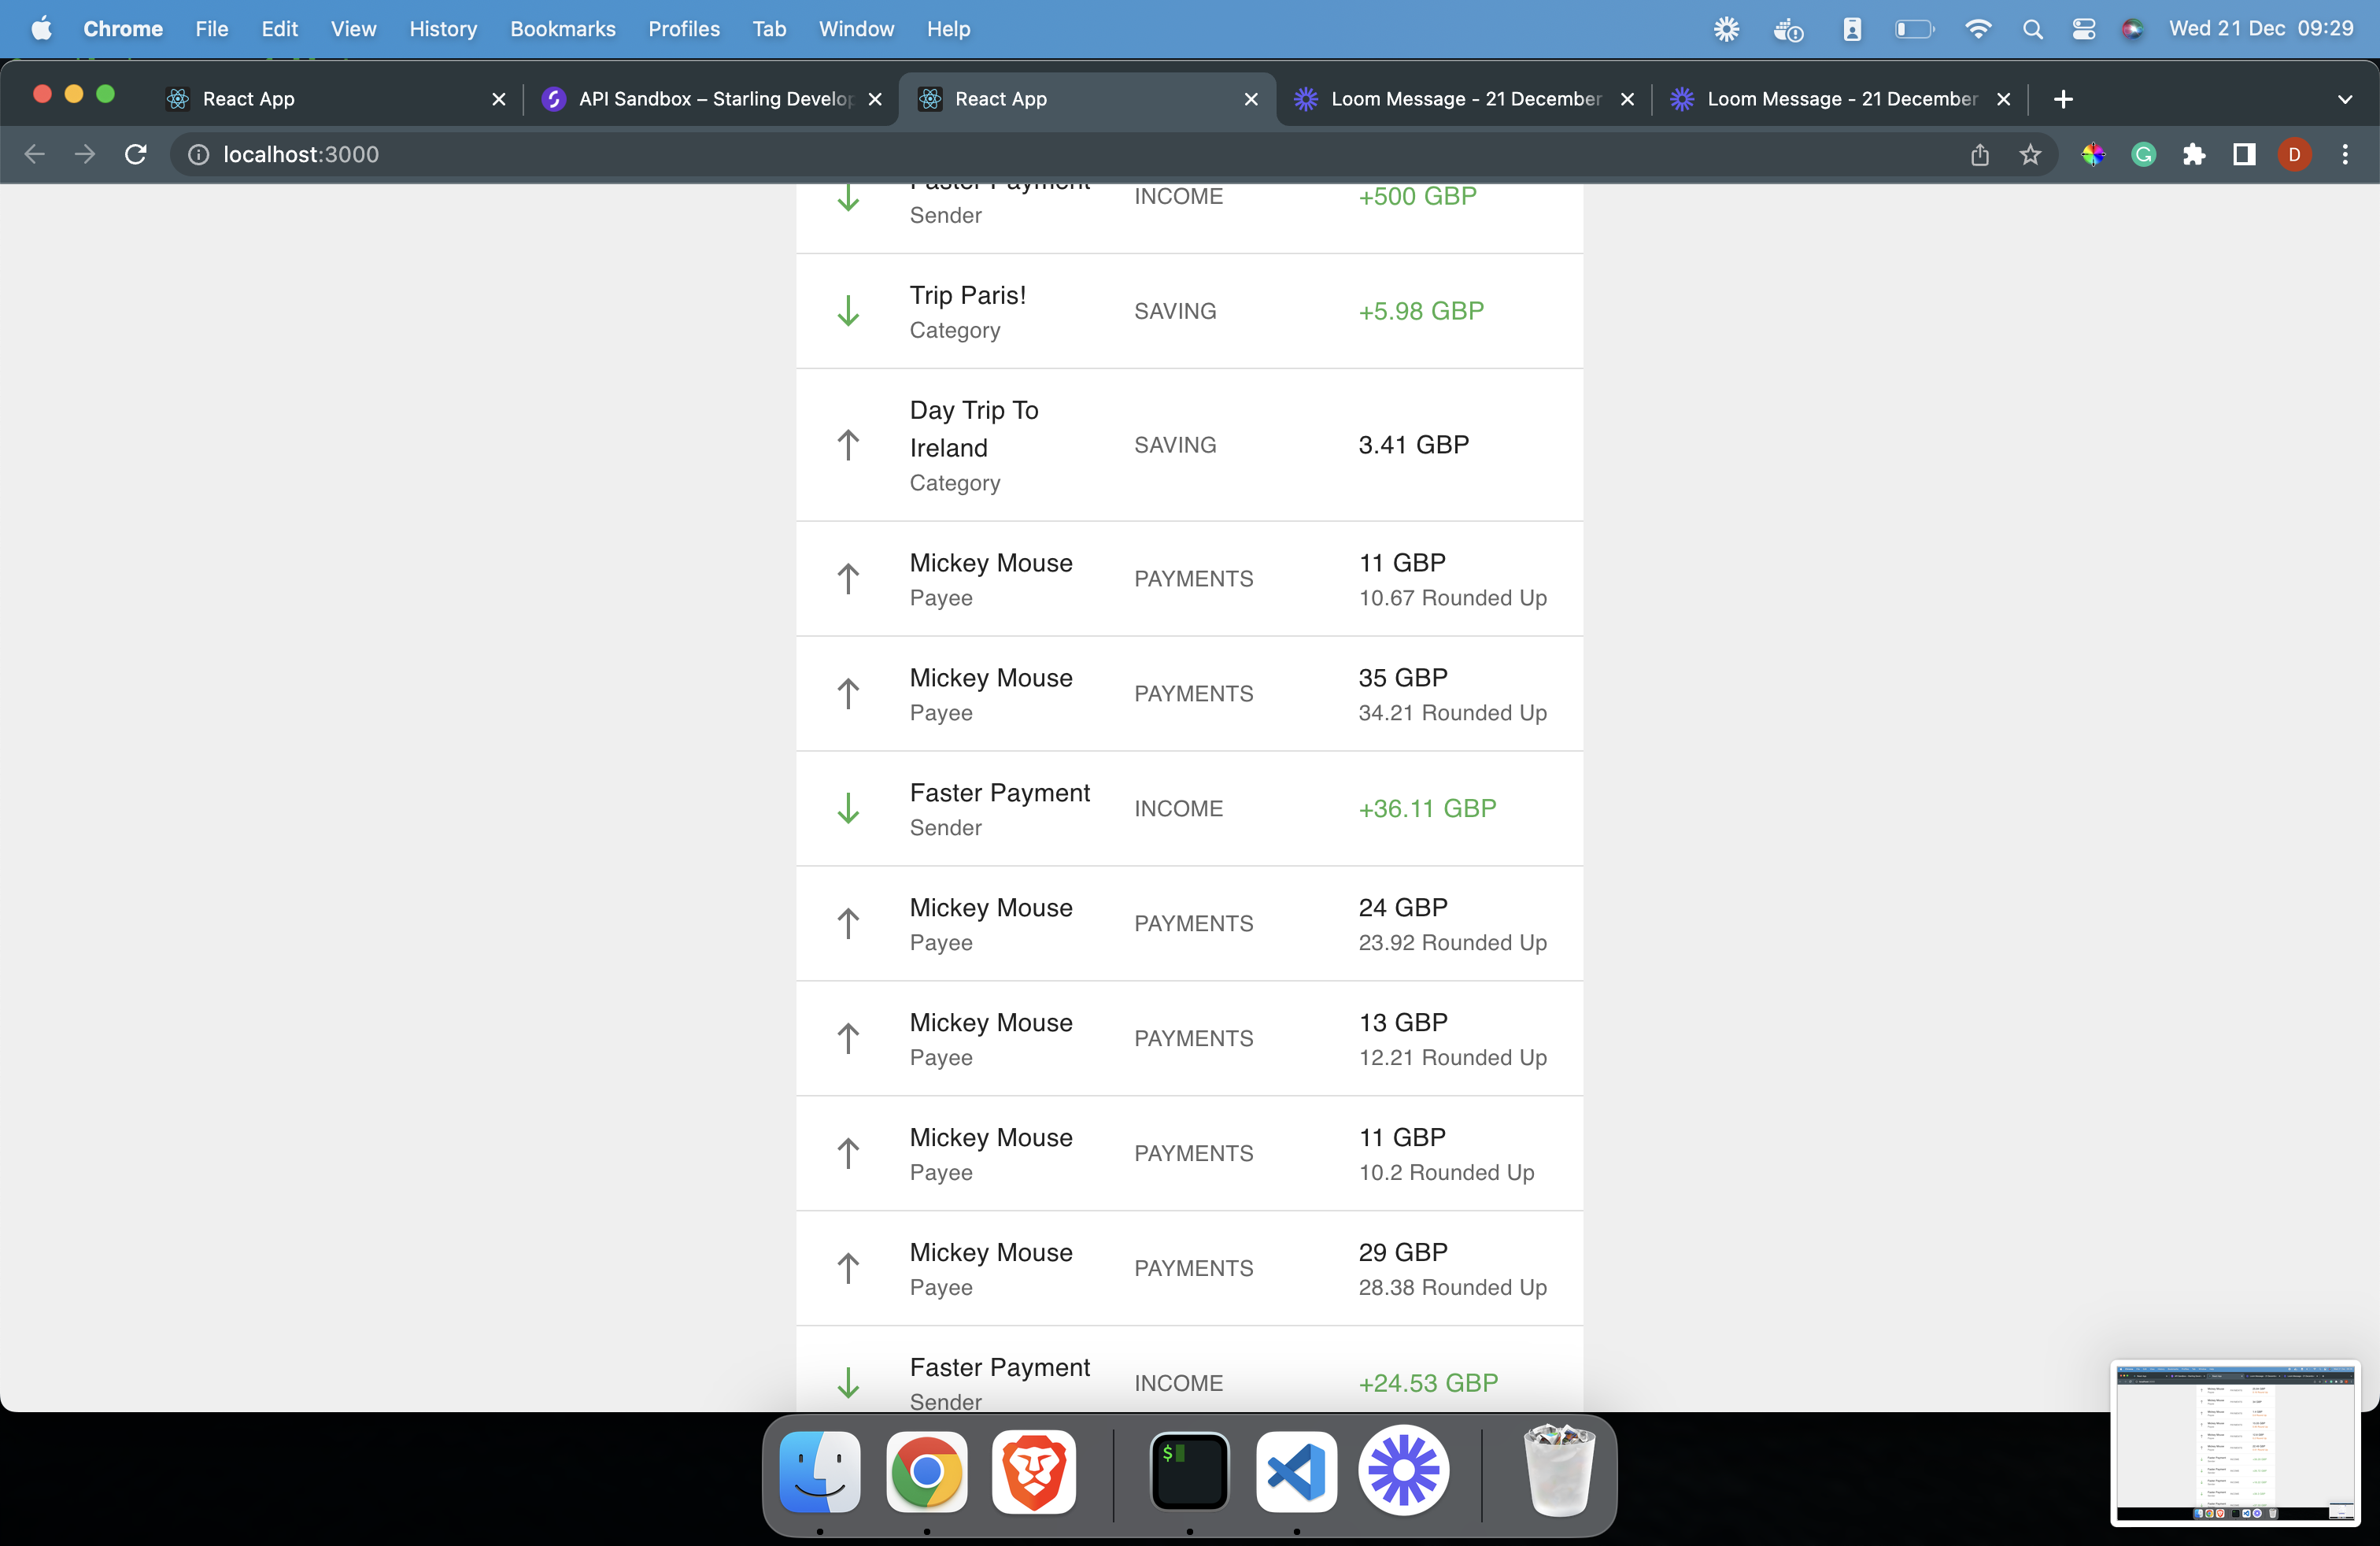 Chrome File Edit View History Bookmarks Profiles Tab Window Help Wed 21 Dec 09:29
React App API Sandbox – Starling Develop React App Loom Message - 21 December Loom Message - 21 December
localhost:3000 D
Faster Payment INCOME +500 GBP
Sender
Trip Paris! SAVING +5.98 GBP
Category
Day Trip To
Ireland SAVING 3.41 GBP
Category
Mickey Mouse PAYMENTS 11 GBP
Payee 10.67 Rounded Up
Mickey Mouse PAYMENTS 35 GBP
Payee 34.21 Rounded Up
Faster Payment INCOME +36.11 GBP
Sender
Mickey Mouse PAYMENTS 24 GBP
Payee 23.92 Rounded Up
Mickey Mouse PAYMENTS 13 GBP
Payee 12.21 Rounded Up
Mickey Mouse PAYMENTS 11 GBP
Payee 10.2 Rounded Up
Mickey Mouse PAYMENTS 29 GBP
Payee 28.38 Rounded Up
Faster Payment INCOME +24.53 GBP
Sender
$